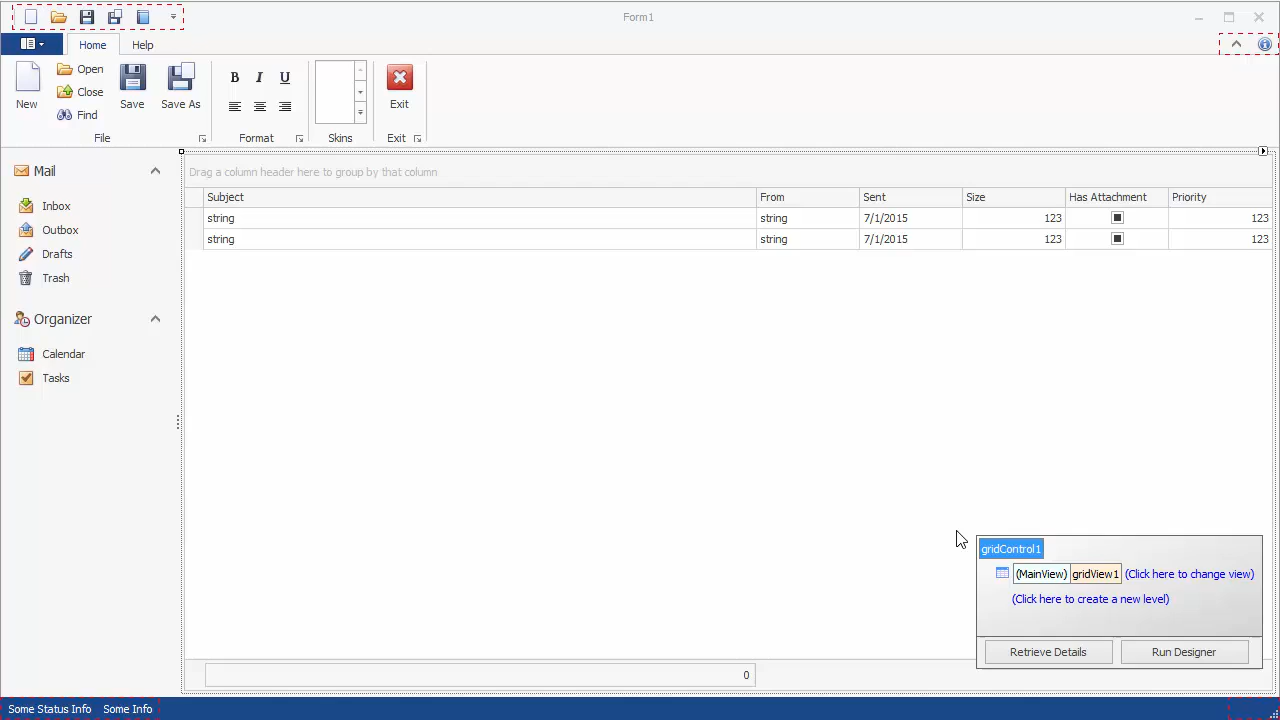 Form1
Home Help
New Open Close Find Save Save As B I U Exit
File Format Skins Exit
Mail
Inbox
Outbox
Drafts
Trash
Organizer
Calendar
Tasks
Drag a column header here to group by that column
Subject From Sent Size Has Attachment Priority
string string 7/1/2015 123 123
string string 7/1/2015 123 123
gridControl1
(MainView) gridView1 (Click here to change view)
(Click here to create a new level)
Retrieve Details Run Designer
0
Some Status Info Some Info